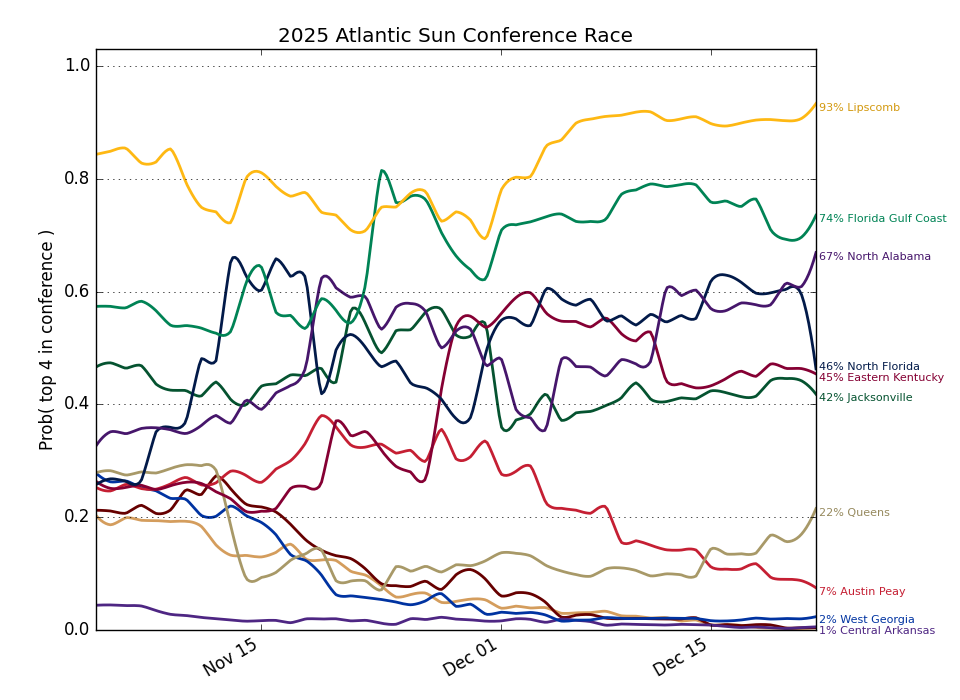 2025 Atlantic Sun Conference Race
Prob( top 4 in conference )
1.0
0.8
0.6
0.4
0.2
0.0
Nov 15
Dec 01
Dec 15
93% Lipscomb
74% Florida Gulf Coast
67% North Alabama
46% North Florida
45% Eastern Kentucky
42% Jacksonville
22% Queens
7% Austin Peay
2% West Georgia
1% Central Arkansas